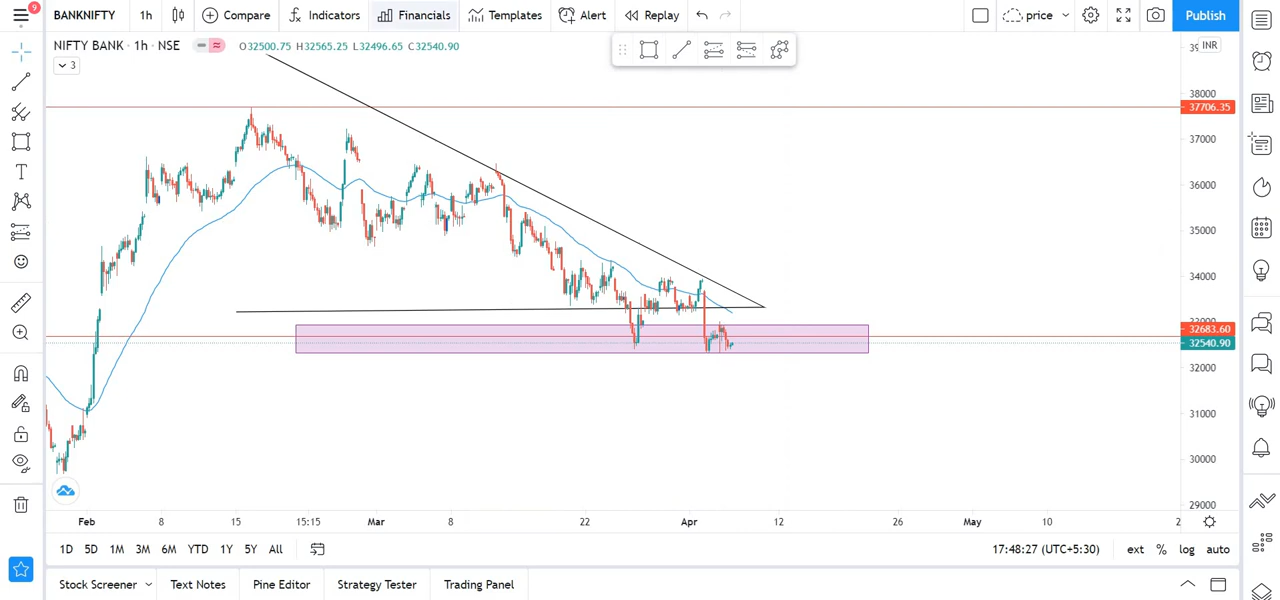 9
BANKNIFTY 1h Compare Indicators Financials Templates Alert Replay price Publish
NIFTY BANK · 1h · NSE O32500.75 H32565.25 L32496.65 C32540.90
INR
3
38000
37706.35
37000
36000
35000
34000
32683.60
32540.90
32000
31000
30000
29000
Feb 8 15 15:15 Mar 8 22 Apr 12 26 May 10 2
1D 5D 1M 3M 6M YTD 1Y 5Y All 17:48:27 (UTC+5:30) ext % log auto
Stock Screener Text Notes Pine Editor Strategy Tester Trading Panel